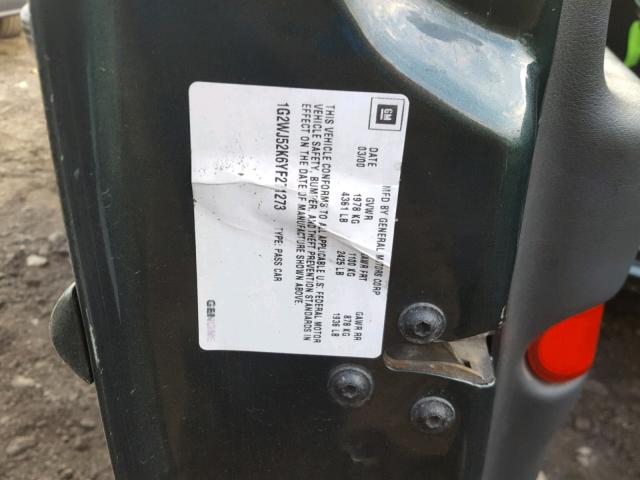 GM
DATE
03/00
MFD BY GENERAL MOTORS CORP
GVWR
1978 KG
4361 LB
GAWR FRT
1100 KG
2425 LB
GAWR RR
878 KG
1936 LB
THIS VEHICLE CONFORMS TO ALL APPLICABLE U.S. FEDERAL MOTOR
VEHICLE SAFETY, BUMPER, AND THEFT PREVENTION STANDARDS IN
EFFECT ON THE DATE OF MANUFACTURE SHOWN ABOVE.
1G2WJ52K6YF271273
TYPE: PASS CAR